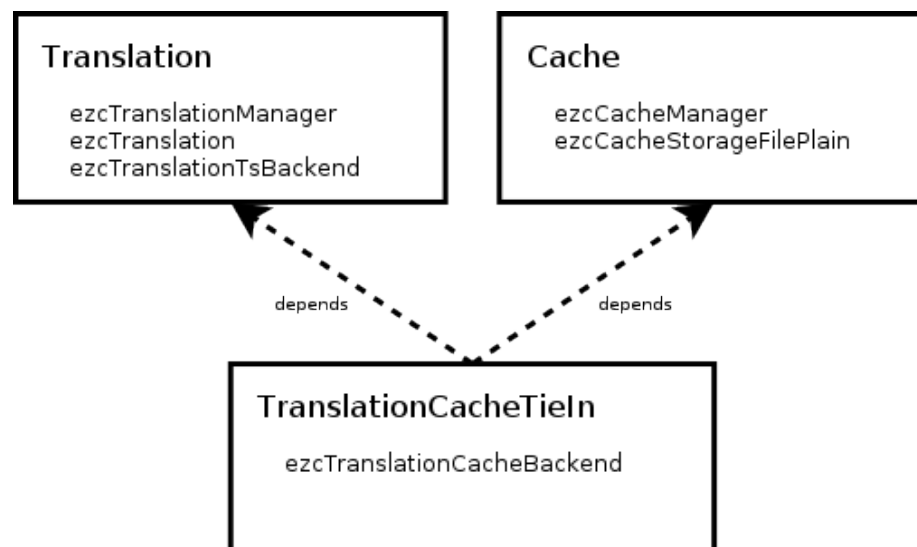 Translation
ezcTranslationManager
ezcTranslation
ezcTranslationTsBackend
Cache
ezcCacheManager
ezcCacheStorageFilePlain
depends
depends
TranslationCacheTieIn
ezcTranslationCacheBackend